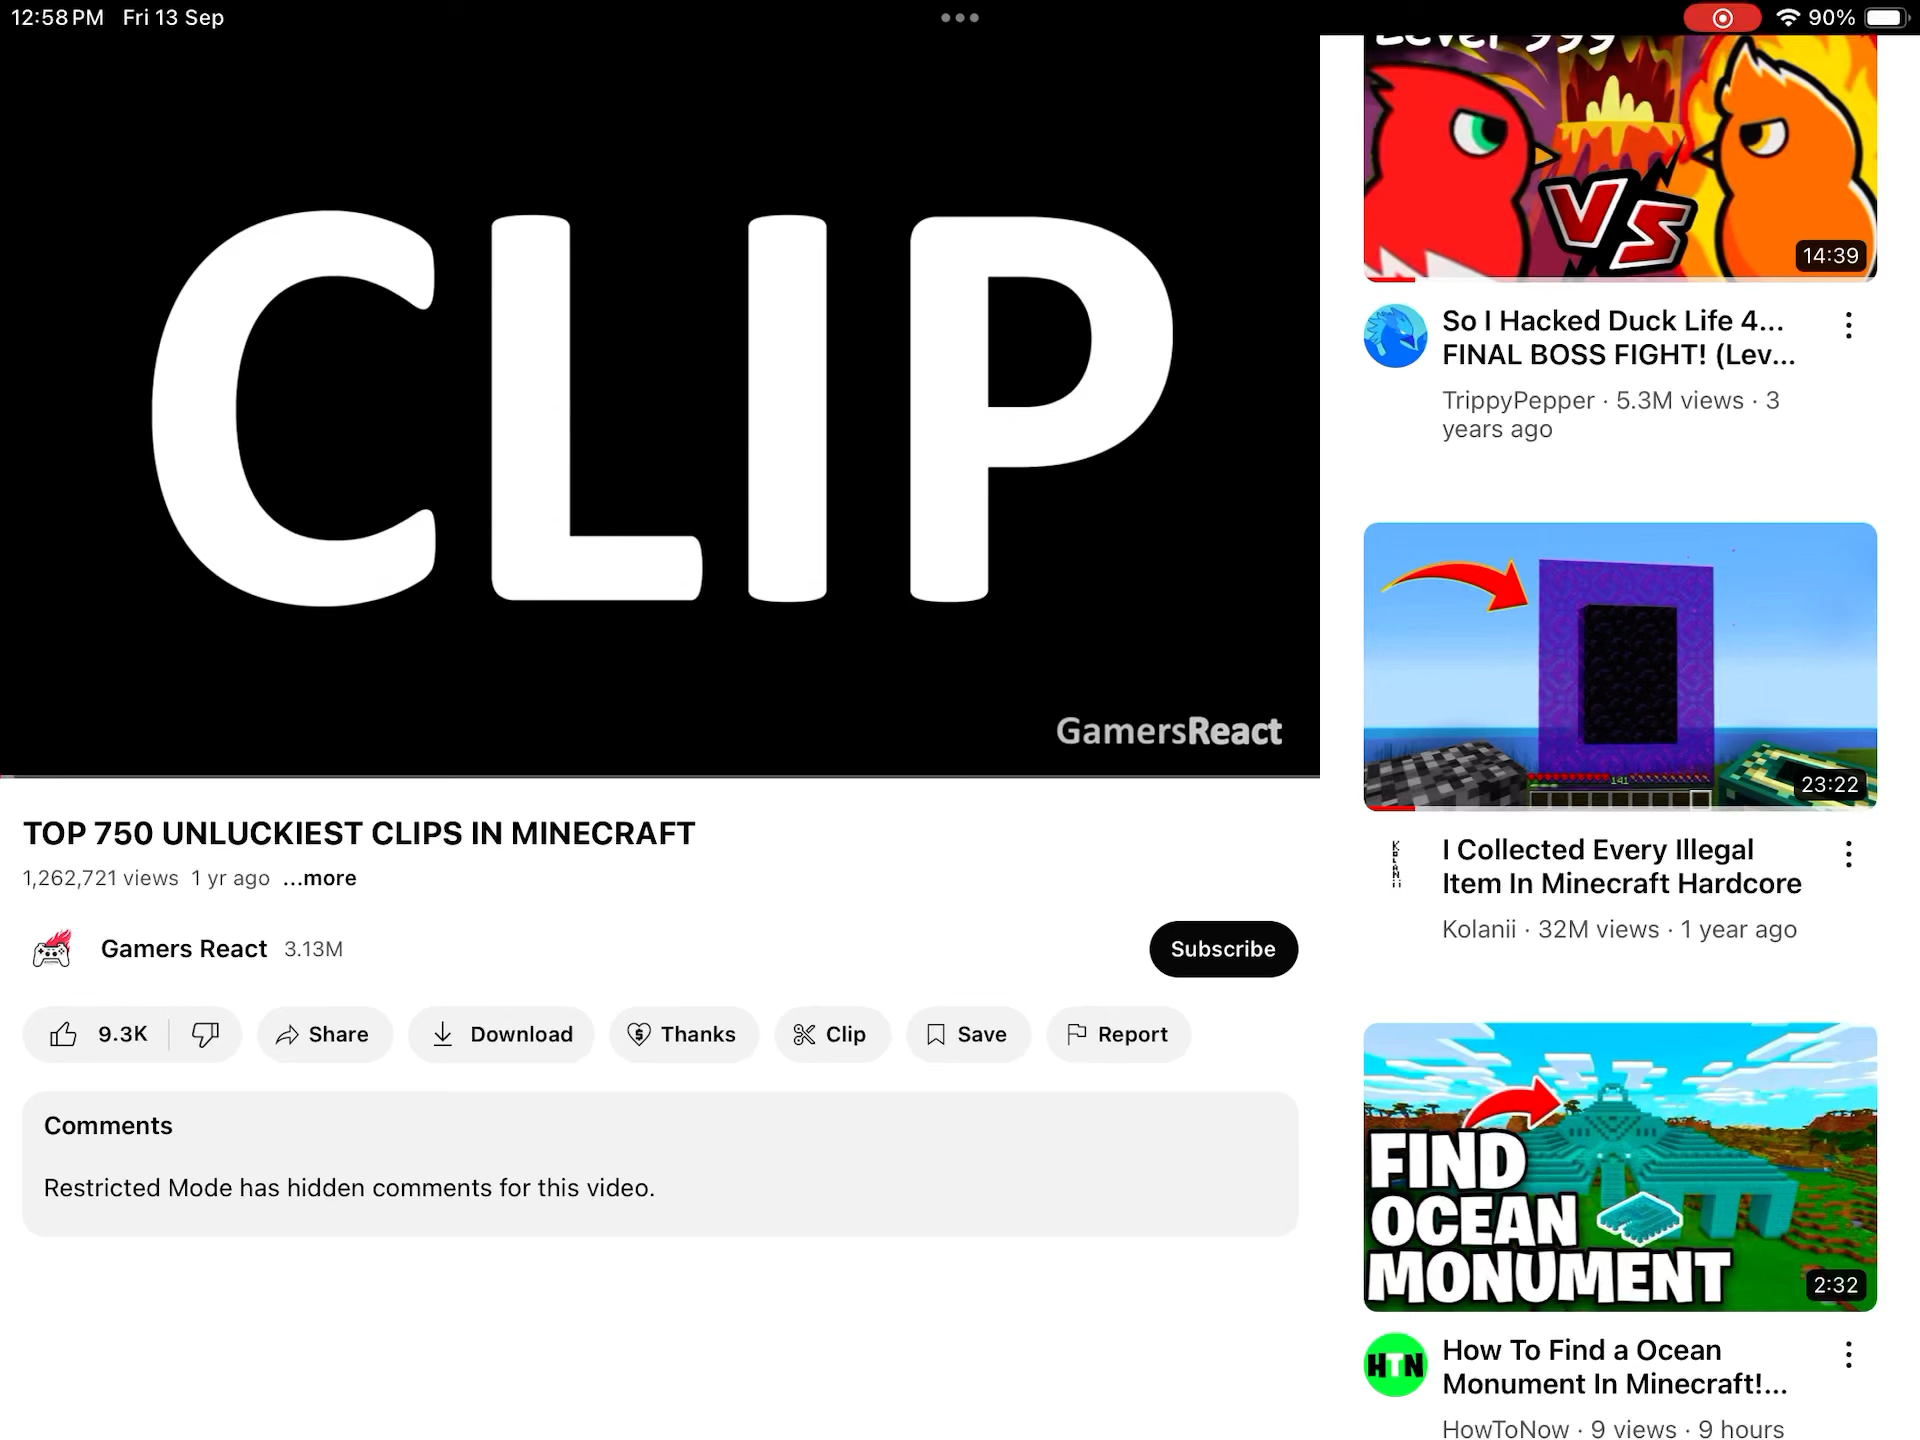 12:58 PM Fri 13 Sep
90%
CLIP
GamersReact
TOP 750 UNLUCKIEST CLIPS IN MINECRAFT
1,262,721 views 1 yr ago ...more
Gamers React 3.13M
Subscribe
9.3K
Share
Download
Thanks
Clip
Save
Report
Comments
Restricted Mode has hidden comments for this video.
Level 999
VS
14:39
So I Hacked Duck Life 4...
FINAL BOSS FIGHT! (Lev...
TrippyPepper · 5.3M views · 3
years ago
141
23:22
KOLANii
I Collected Every Illegal
Item In Minecraft Hardcore
Kolanii · 32M views · 1 year ago
FIND
OCEAN
MONUMENT
2:32
HTN
How To Find a Ocean
Monument In Minecraft!...
HowToNow · 9 views · 9 hours